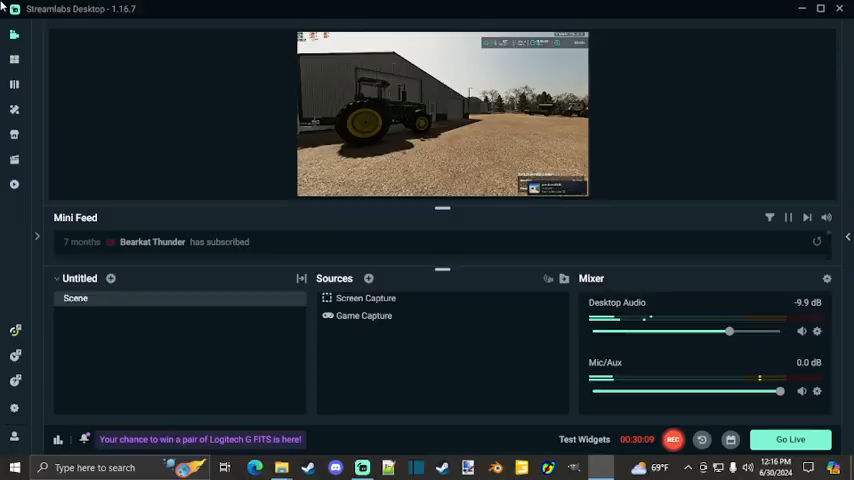 Streamlabs Desktop - 1.16.7
Mini Feed
7 months Bearkat Thunder has subscribed
Untitled
Sources
Mixer
Scene
Screen Capture
Game Capture
Desktop Audio -9.9 dB
Mic/Aux 0.0 dB
Your chance to win a pair of Logitech G FITS is here!
Test Widgets 00:30:09 REC Go Live
Type here to search
69°F
12:16 PM
6/30/2024